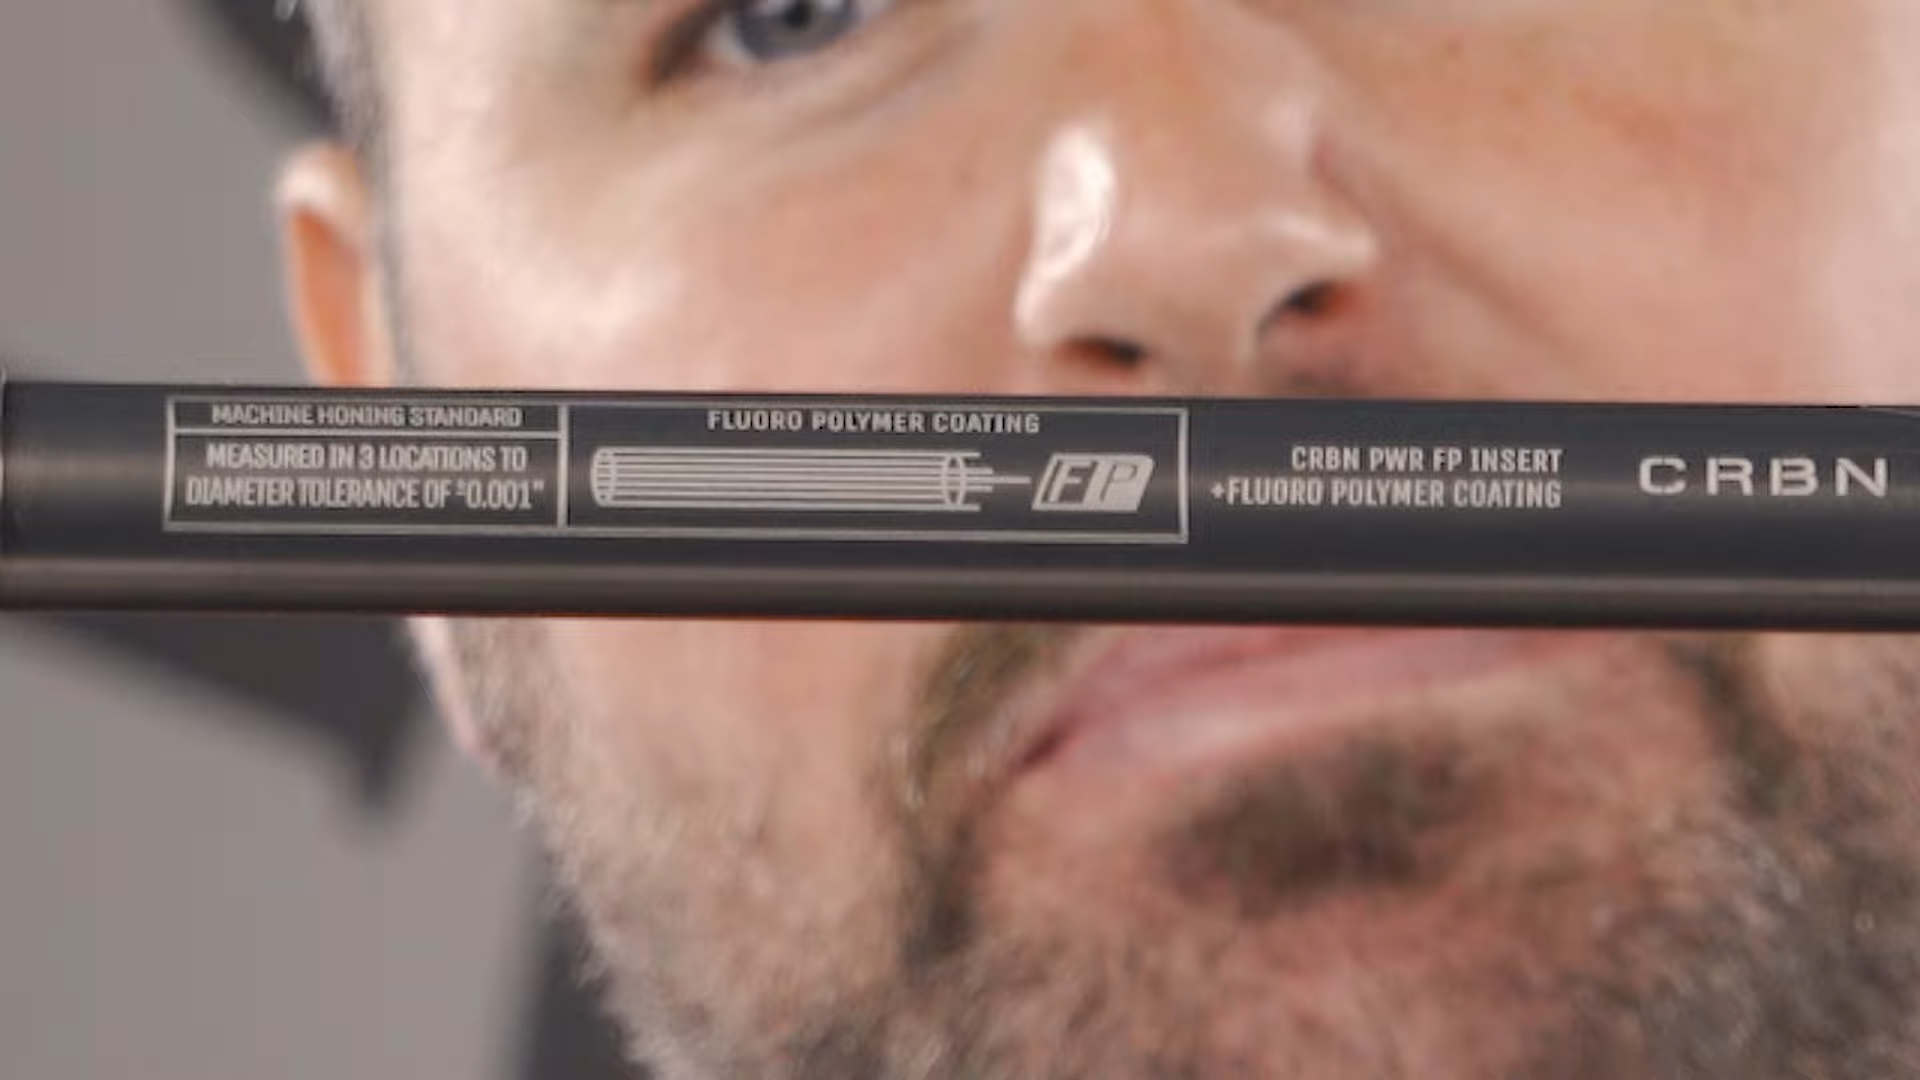 MACHINE HONING STANDARD
MEASURED IN 3 LOCATIONS TO
DIAMETER TOLERANCE OF ±0.001"
FLUORO POLYMER COATING
FP
CRBN PWR FP INSERT
+FLUORO POLYMER COATING
CRBN